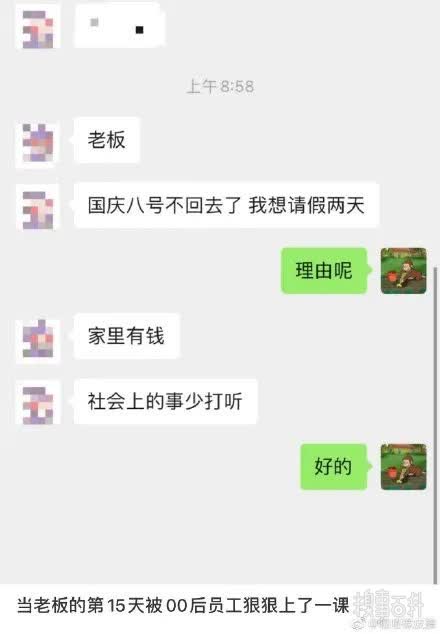 上午 8:58
老板
国庆八号不回去了 我想请假两天
理由呢
家里有钱
社会上的事少打听
好的
当老板的第15天被00后员工狠狠上了一课